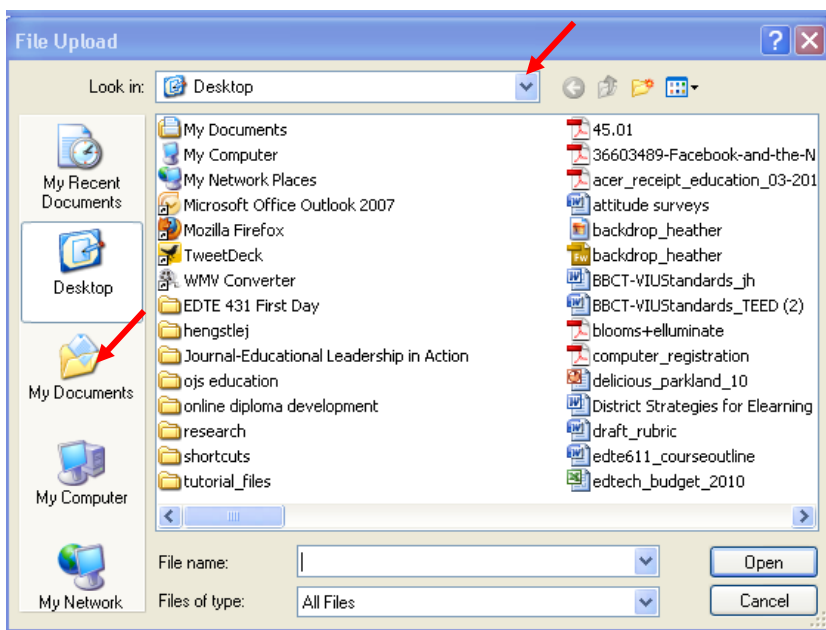 File Upload
Look in: Desktop
My Recent
Documents
Desktop
My Documents
My Computer
My Network
My Documents
My Computer
My Network Places
Microsoft Office Outlook 2007
Mozilla Firefox
TweetDeck
WMV Converter
EDTE 431 First Day
hengstlej
Journal-Educational Leadership in Action
ojs education
online diploma development
research
shortcuts
tutorial_files
45.01
36603489-Facebook-and-the-N
acer_receipt_education_03-201
attitude surveys
backdrop_heather
backdrop_heather
BBCT-VIUStandards_jh
BBCT-VIUStandards_TEED (2)
blooms+elluminate
computer_registration
delicious_parkland_10
District Strategies for Elearning
draft_rubric
edte611_courseoutline
edtech_budget_2010
File name:
Open
Files of type: All Files
Cancel